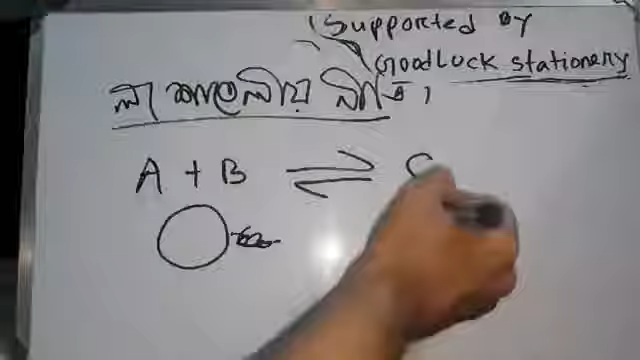 Supported by
GoodLuck stationery
লা শাতেলীয় নীতি,
A + B ⇌ C